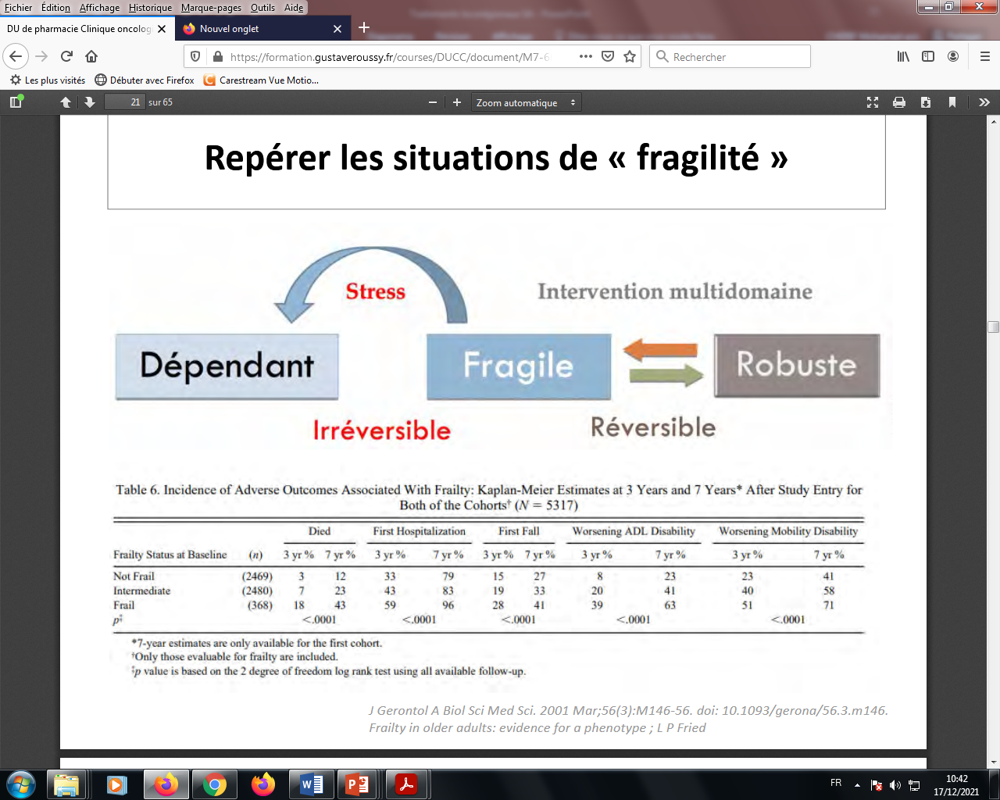 Fichier Édition Affichage Historique Marque-pages Outils Aide
DU de pharmacie Clinique oncolog
Nouvel onglet
https://formation.gustaveroussy.fr/courses/DUCC/document/M7-6
Rechercher
Les plus visités Débuter avec Firefox Carestream Vue Motio...
21 sur 65 Zoom automatique
Repérer les situations de « fragilité »
Stress
Intervention multidomaine
Dépendant
Fragile
Robuste
Irréversible
Réversible
Table 6. Incidence of Adverse Outcomes Associated With Frailty: Kaplan-Meier Estimates at 3 Years and 7 Years* After Study Entry for
Both of the Cohorts† (N = 5317)
Died First Hospitalization First Fall Worsening ADL Disability Worsening Mobility Disability
Frailty Status at Baseline (n) 3 yr % 7 yr % 3 yr % 7 yr % 3 yr % 7 yr % 3 yr % 7 yr % 3 yr % 7 yr %
Not Frail (2469) 3 12 33 79 15 27 8 23 23 41
Intermediate (2480) 7 23 43 83 19 33 20 41 40 58
Frail (368) 18 43 59 96 28 41 39 63 51 71
p‡ <.0001 <.0001 <.0001 <.0001 <.0001
*7-year estimates are only available for the first cohort.
†Only those evaluable for frailty are included.
‡p value is based on the 2 degree of freedom log rank test using all available follow-up.
J Gerontol A Biol Sci Med Sci. 2001 Mar;56(3):M146-56. doi: 10.1093/gerona/56.3.m146.
Frailty in older adults: evidence for a phenotype ; L P Fried
FR
10:42
17/12/2021